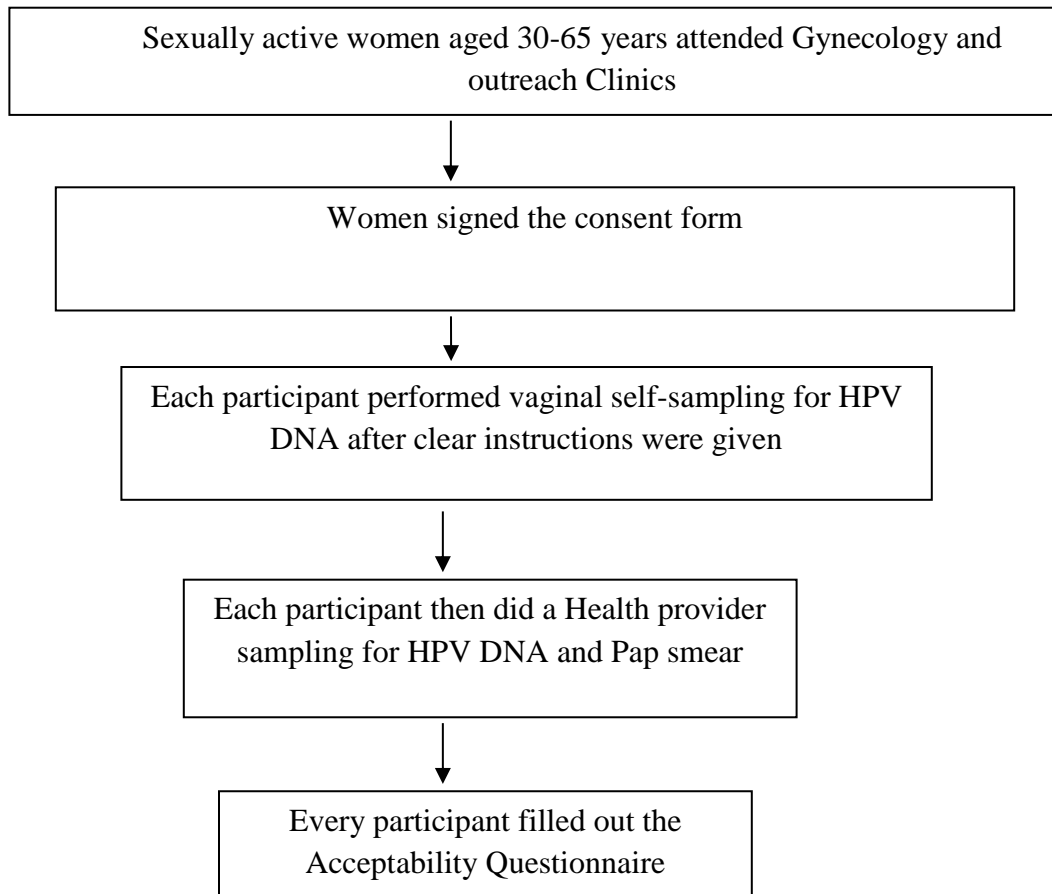 Sexually active women aged 30-65 years attended Gynecology and
outreach Clinics
Women signed the consent form
Each participant performed vaginal self-sampling for HPV
DNA after clear instructions were given
Each participant then did a Health provider
sampling for HPV DNA and Pap smear
Every participant filled out the
Acceptability Questionnaire